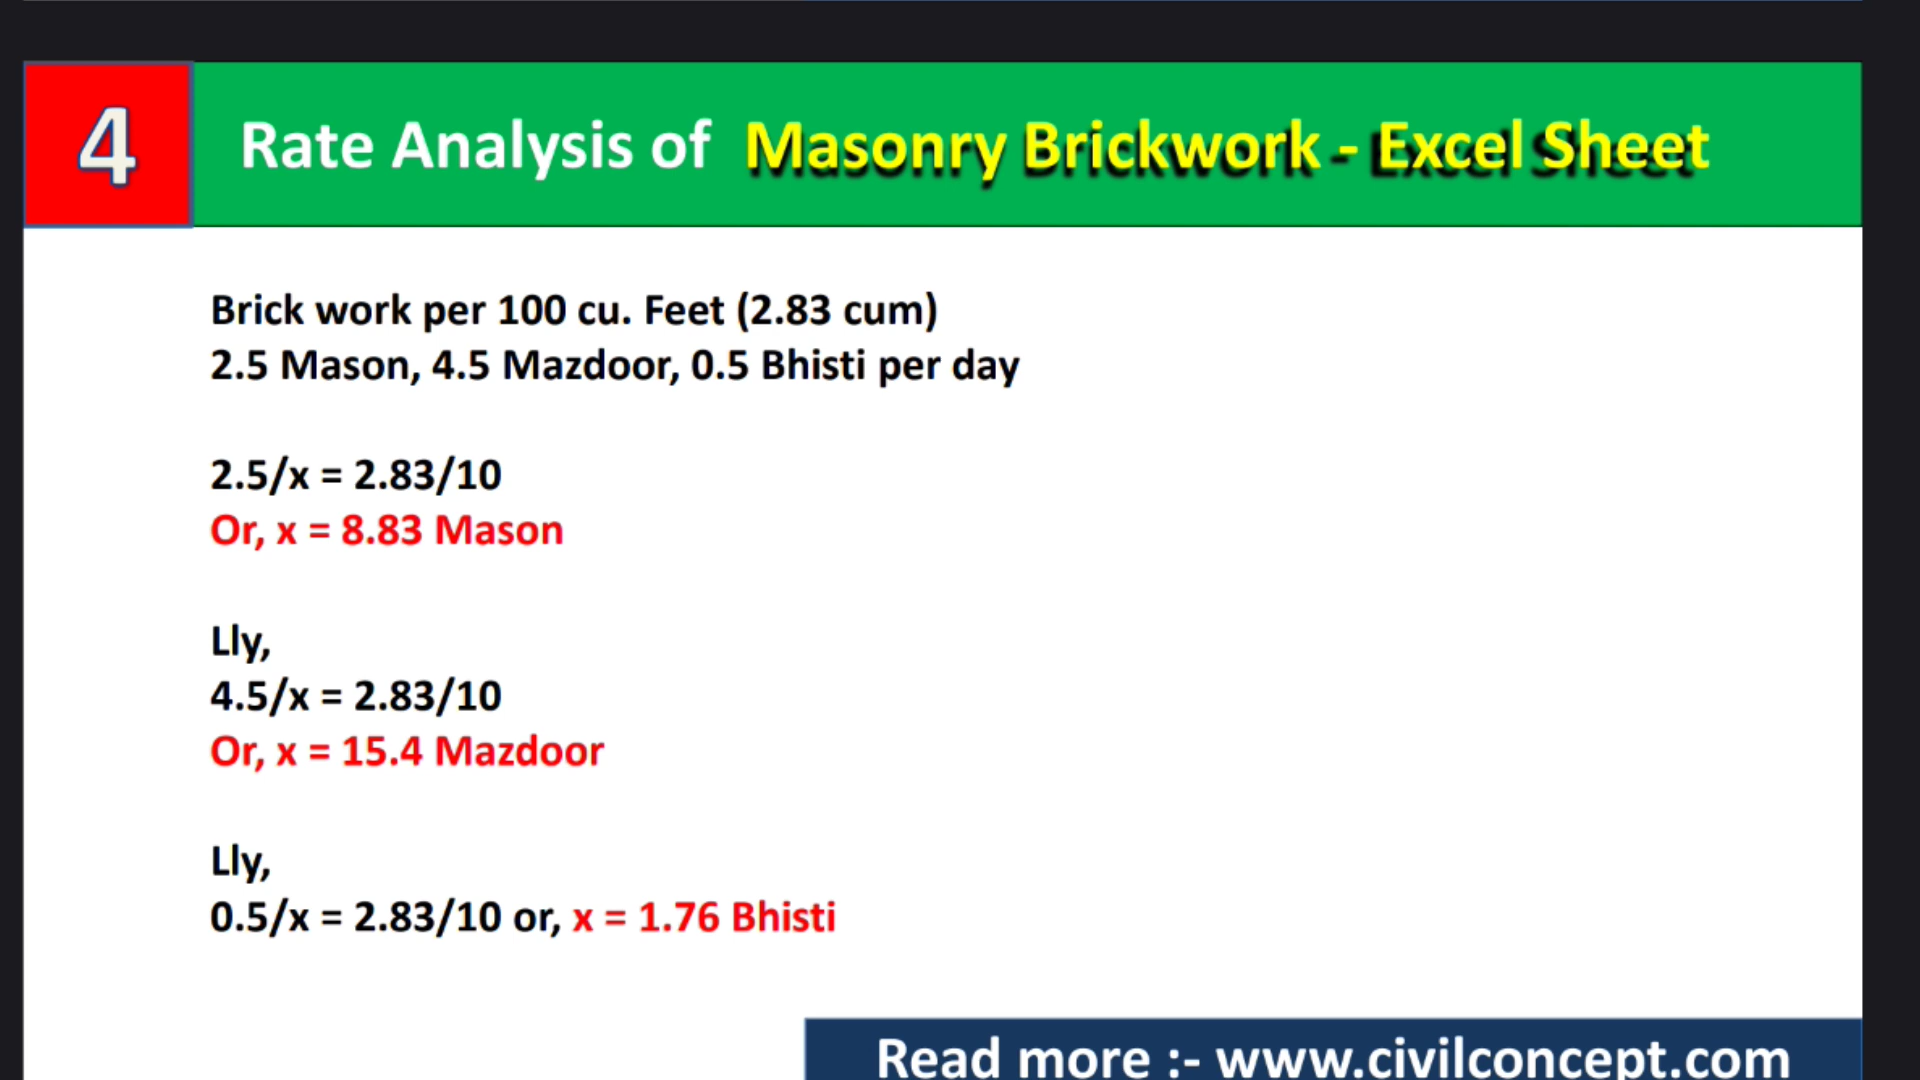 4
Rate Analysis of Masonry Brickwork - Excel Sheet
Brick work per 100 cu. Feet (2.83 cum)
2.5 Mason, 4.5 Mazdoor, 0.5 Bhisti per day
2.5/x = 2.83/10
Or, x = 8.83 Mason
Lly,
4.5/x = 2.83/10
Or, x = 15.4 Mazdoor
Lly,
0.5/x = 2.83/10 or, x = 1.76 Bhisti
Read more :- www.civilconcept.com